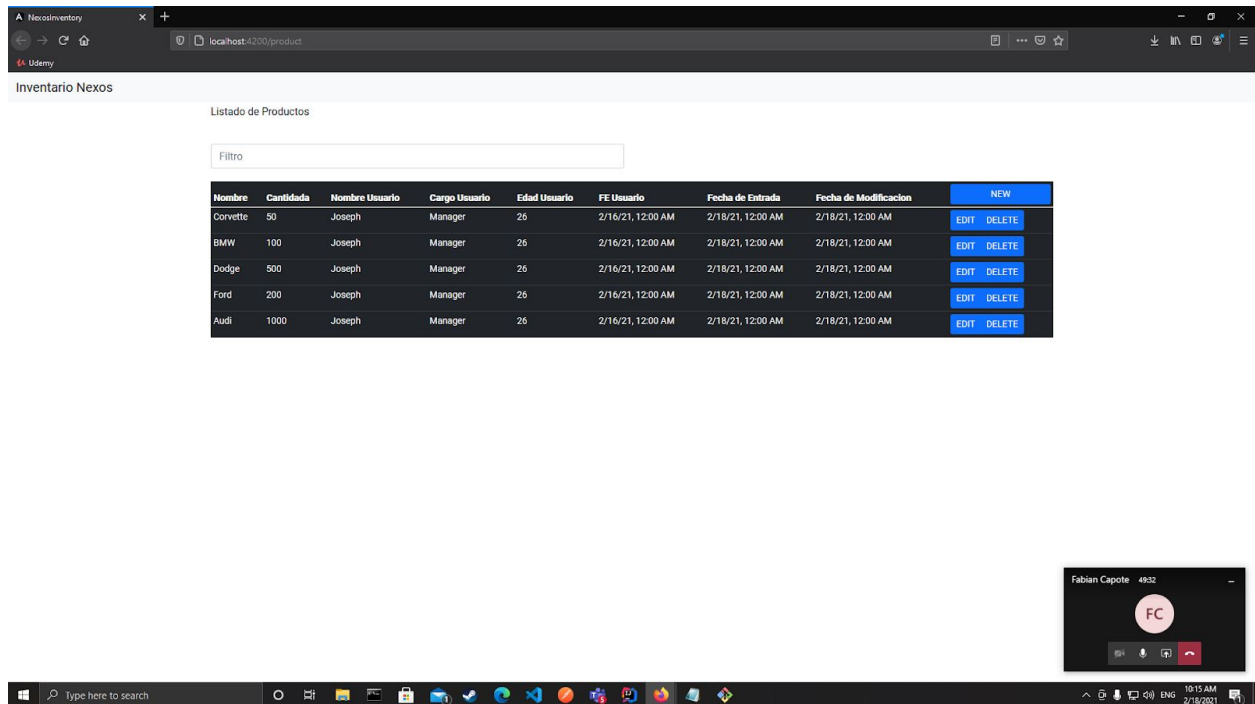 NexosInventory
localhost:4200/product
Udemy
Inventario Nexos
Listado de Productos
Filtro
Nombre Cantidada Nombre Usuario Cargo Usuario Edad Usuario FE Usuario Fecha de Entrada Fecha de Modificacion NEW
Corvette 50 Joseph Manager 26 2/16/21, 12:00 AM 2/18/21, 12:00 AM 2/18/21, 12:00 AM EDIT DELETE
BMW 100 Joseph Manager 26 2/16/21, 12:00 AM 2/18/21, 12:00 AM 2/18/21, 12:00 AM EDIT DELETE
Dodge 500 Joseph Manager 26 2/16/21, 12:00 AM 2/18/21, 12:00 AM 2/18/21, 12:00 AM EDIT DELETE
Ford 200 Joseph Manager 26 2/16/21, 12:00 AM 2/18/21, 12:00 AM 2/18/21, 12:00 AM EDIT DELETE
Audi 1000 Joseph Manager 26 2/16/21, 12:00 AM 2/18/21, 12:00 AM 2/18/21, 12:00 AM EDIT DELETE
Fabian Capote 49:32
FC
Type here to search
ENG 10:15 AM
2/18/2021